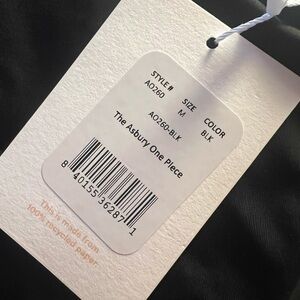 STYLE # SIZE COLOR
AO260 M BLK
AO260-BLK
The Asbury One Piece
8 40155 36287 1
This is made from
100% recycled paper